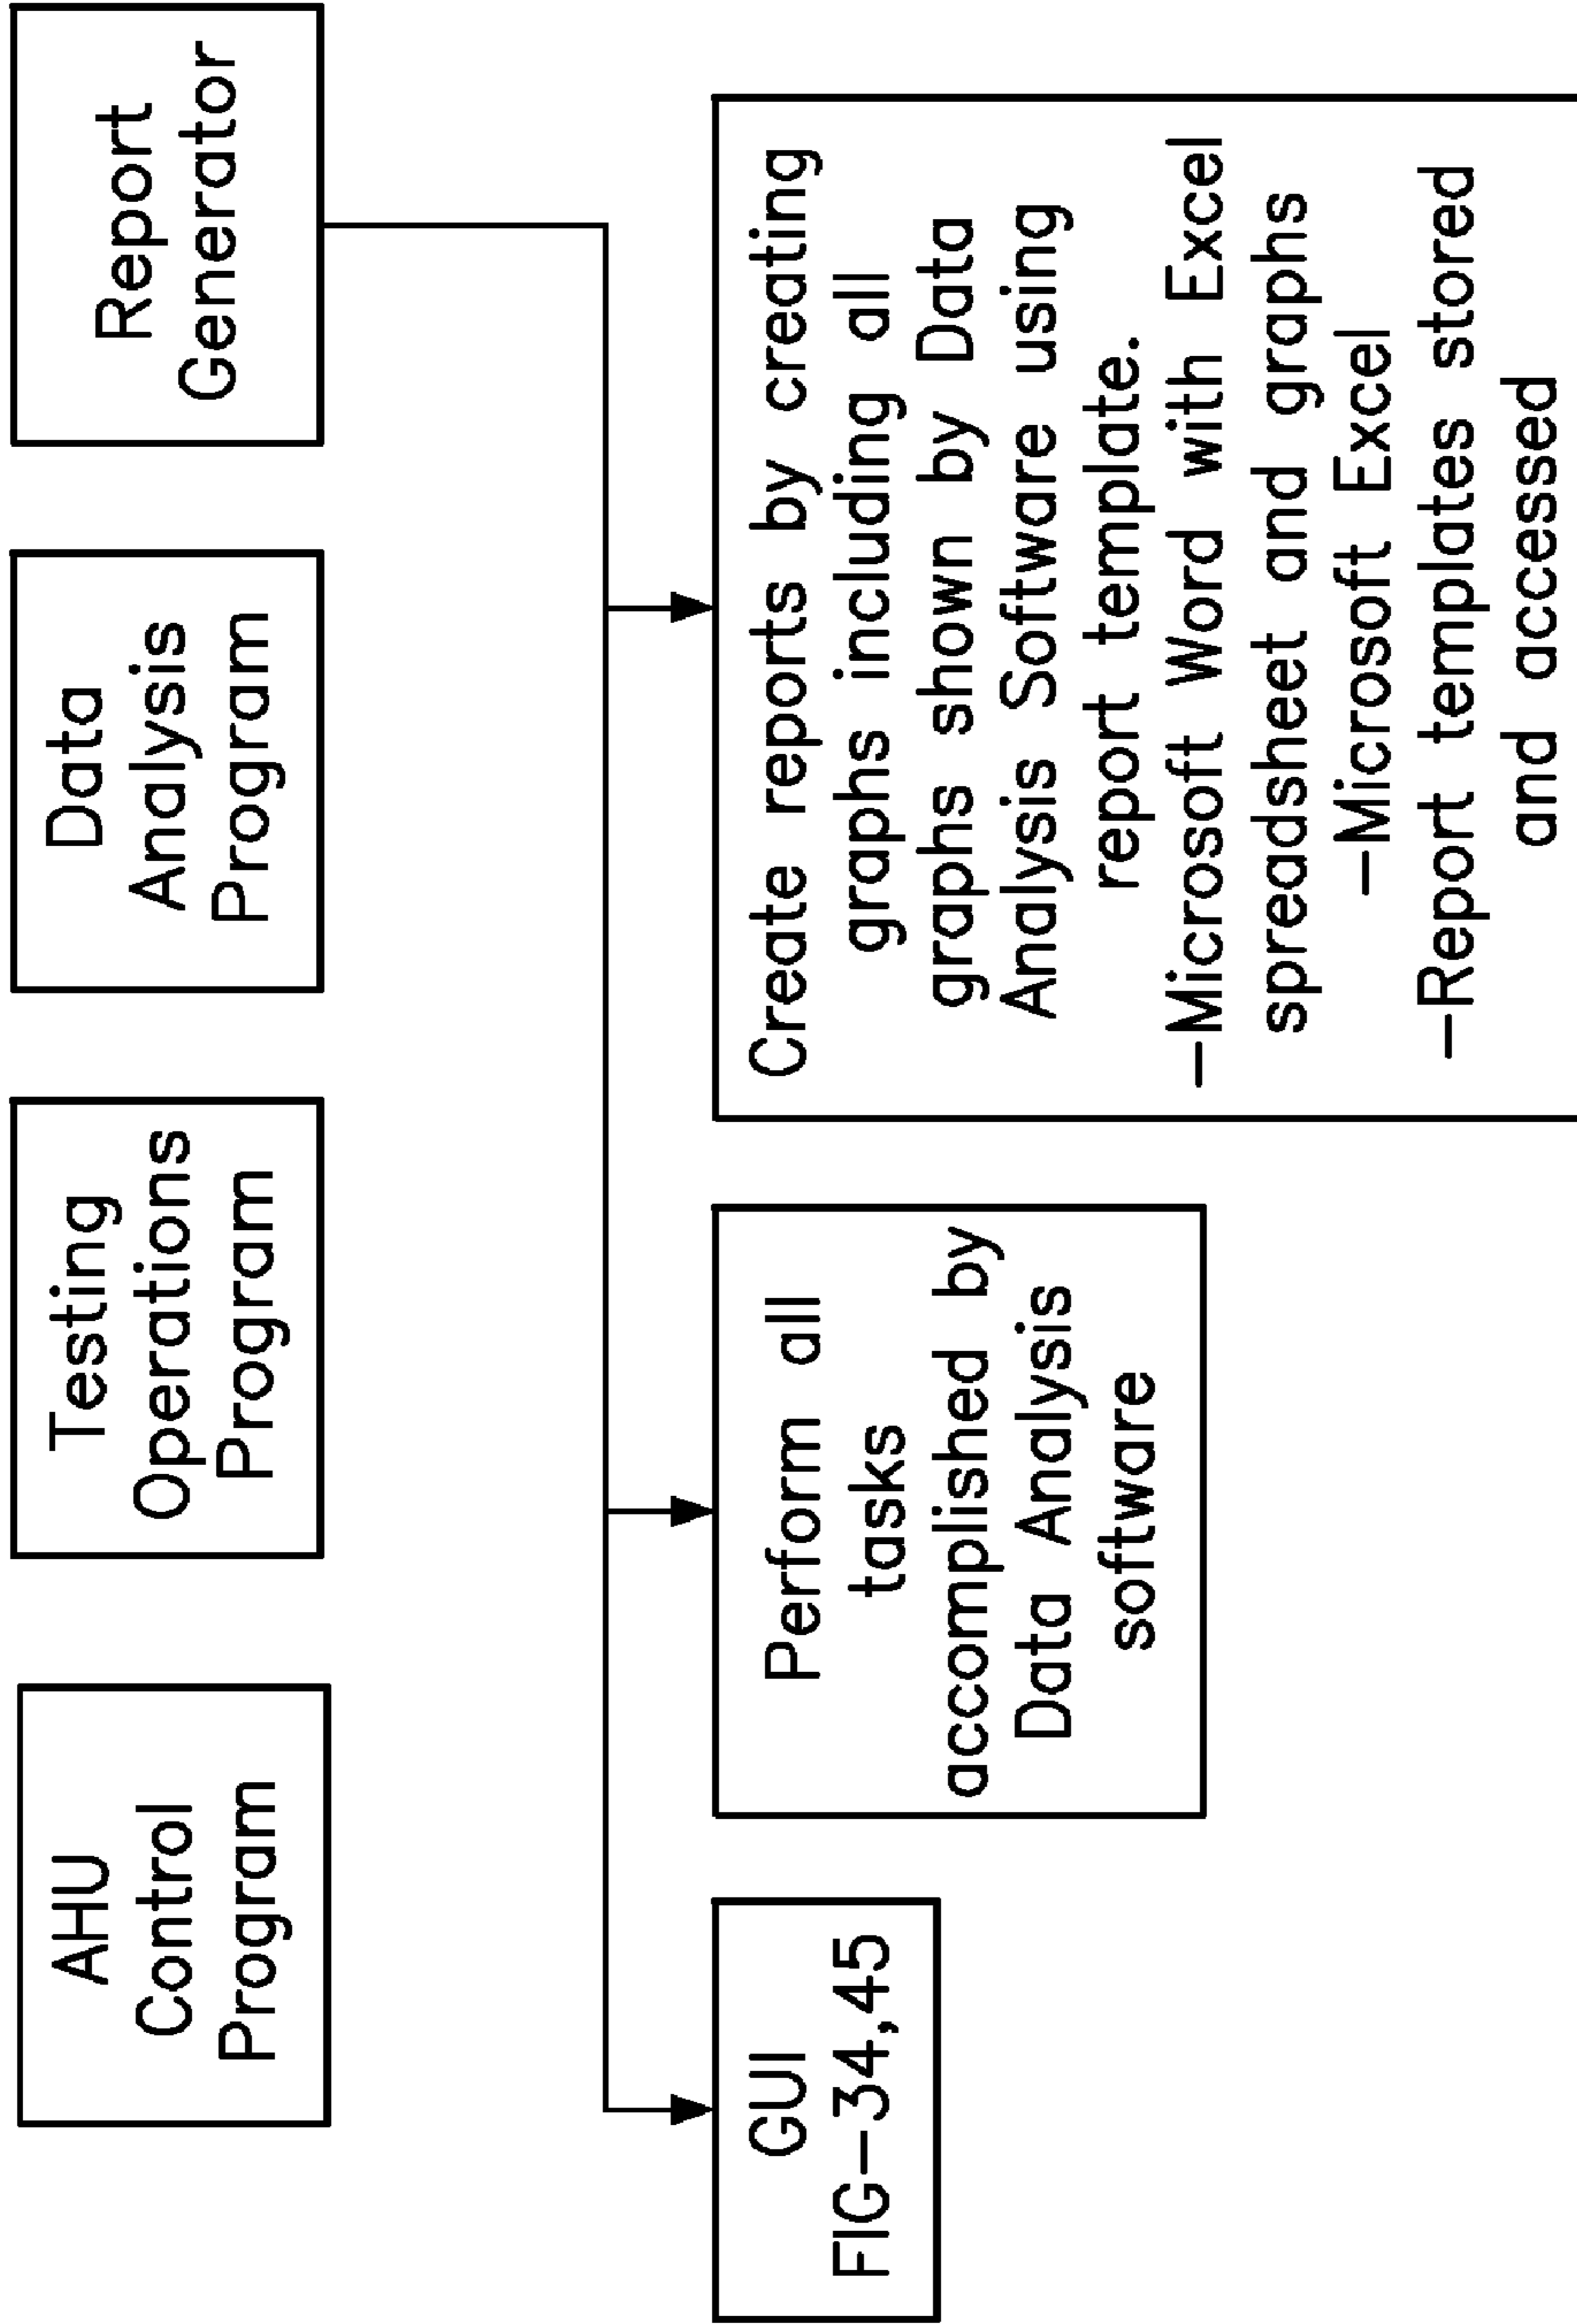 AHU
Control
Program
Testing
Operations
Program
Data
Analysis
Program
Report
Generator
GUI
FIG-34,45
Perform all
tasks
accomplished by
Data Analysis
software
Create reports by creating
graphs including all
graphs shown by Data
Analysis Software using
report template.
-Microsoft Word with Excel
spreadsheet and graphs
-Microsoft Excel
-Report templates stored
and accessed